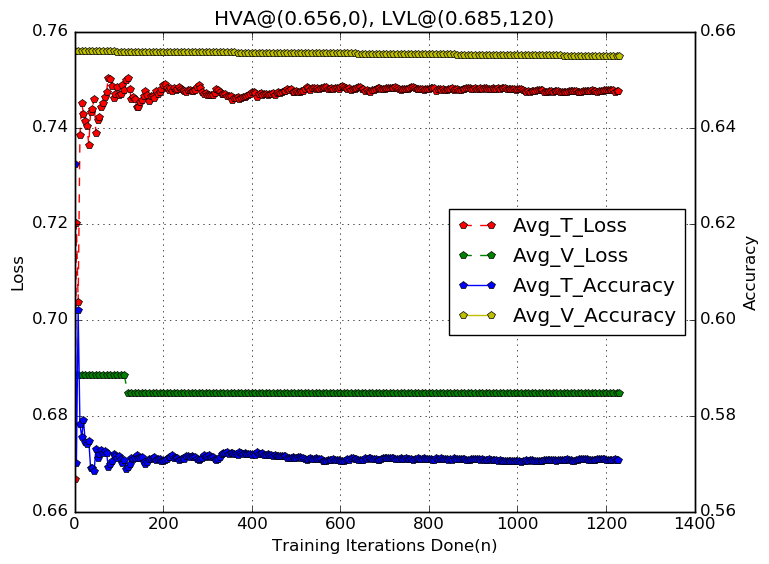 HVA@(0.656,0), LVL@(0.685,120)
0.76
0.74
0.72
0.70
0.68
0.66
Loss
0.66
0.64
0.62
0.60
0.58
0.56
Accuracy
Avg_T_Loss
Avg_V_Loss
Avg_T_Accuracy
Avg_V_Accuracy
0 200 400 600 800 1000 1200 1400
Training Iterations Done(n)